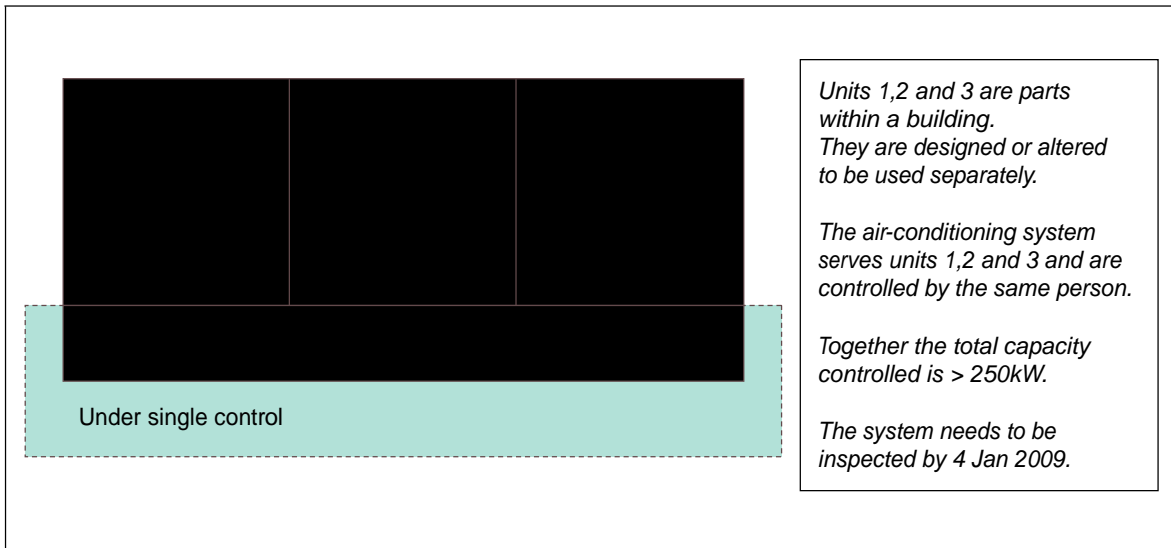 Under single control
Units 1,2 and 3 are parts
within a building.
They are designed or altered
to be used separately.
The air-conditioning system
serves units 1,2 and 3 and are
controlled by the same person.
Together the total capacity
controlled is > 250kW.
The system needs to be
inspected by 4 Jan 2009.